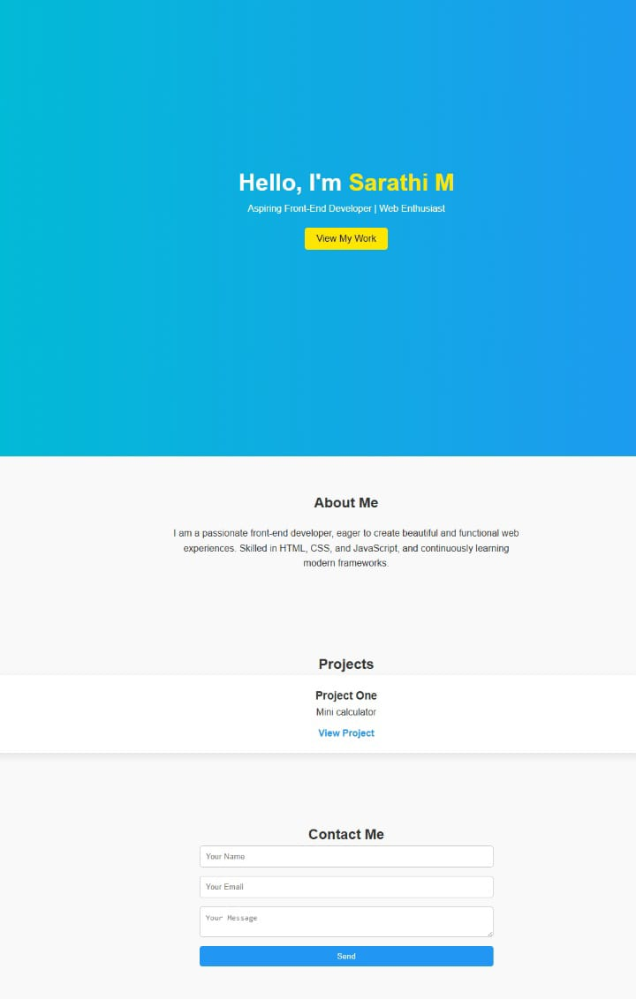 Hello, I'm Sarathi M
Aspiring Front-End Developer | Web Enthusiast
View My Work
About Me
I am a passionate front-end developer, eager to create beautiful and functional web
experiences. Skilled in HTML, CSS, and JavaScript, and continuously learning
modern frameworks.
Projects
Project One
Mini calculator
View Project
Contact Me
Your Name
Your Email
Your Message
Send